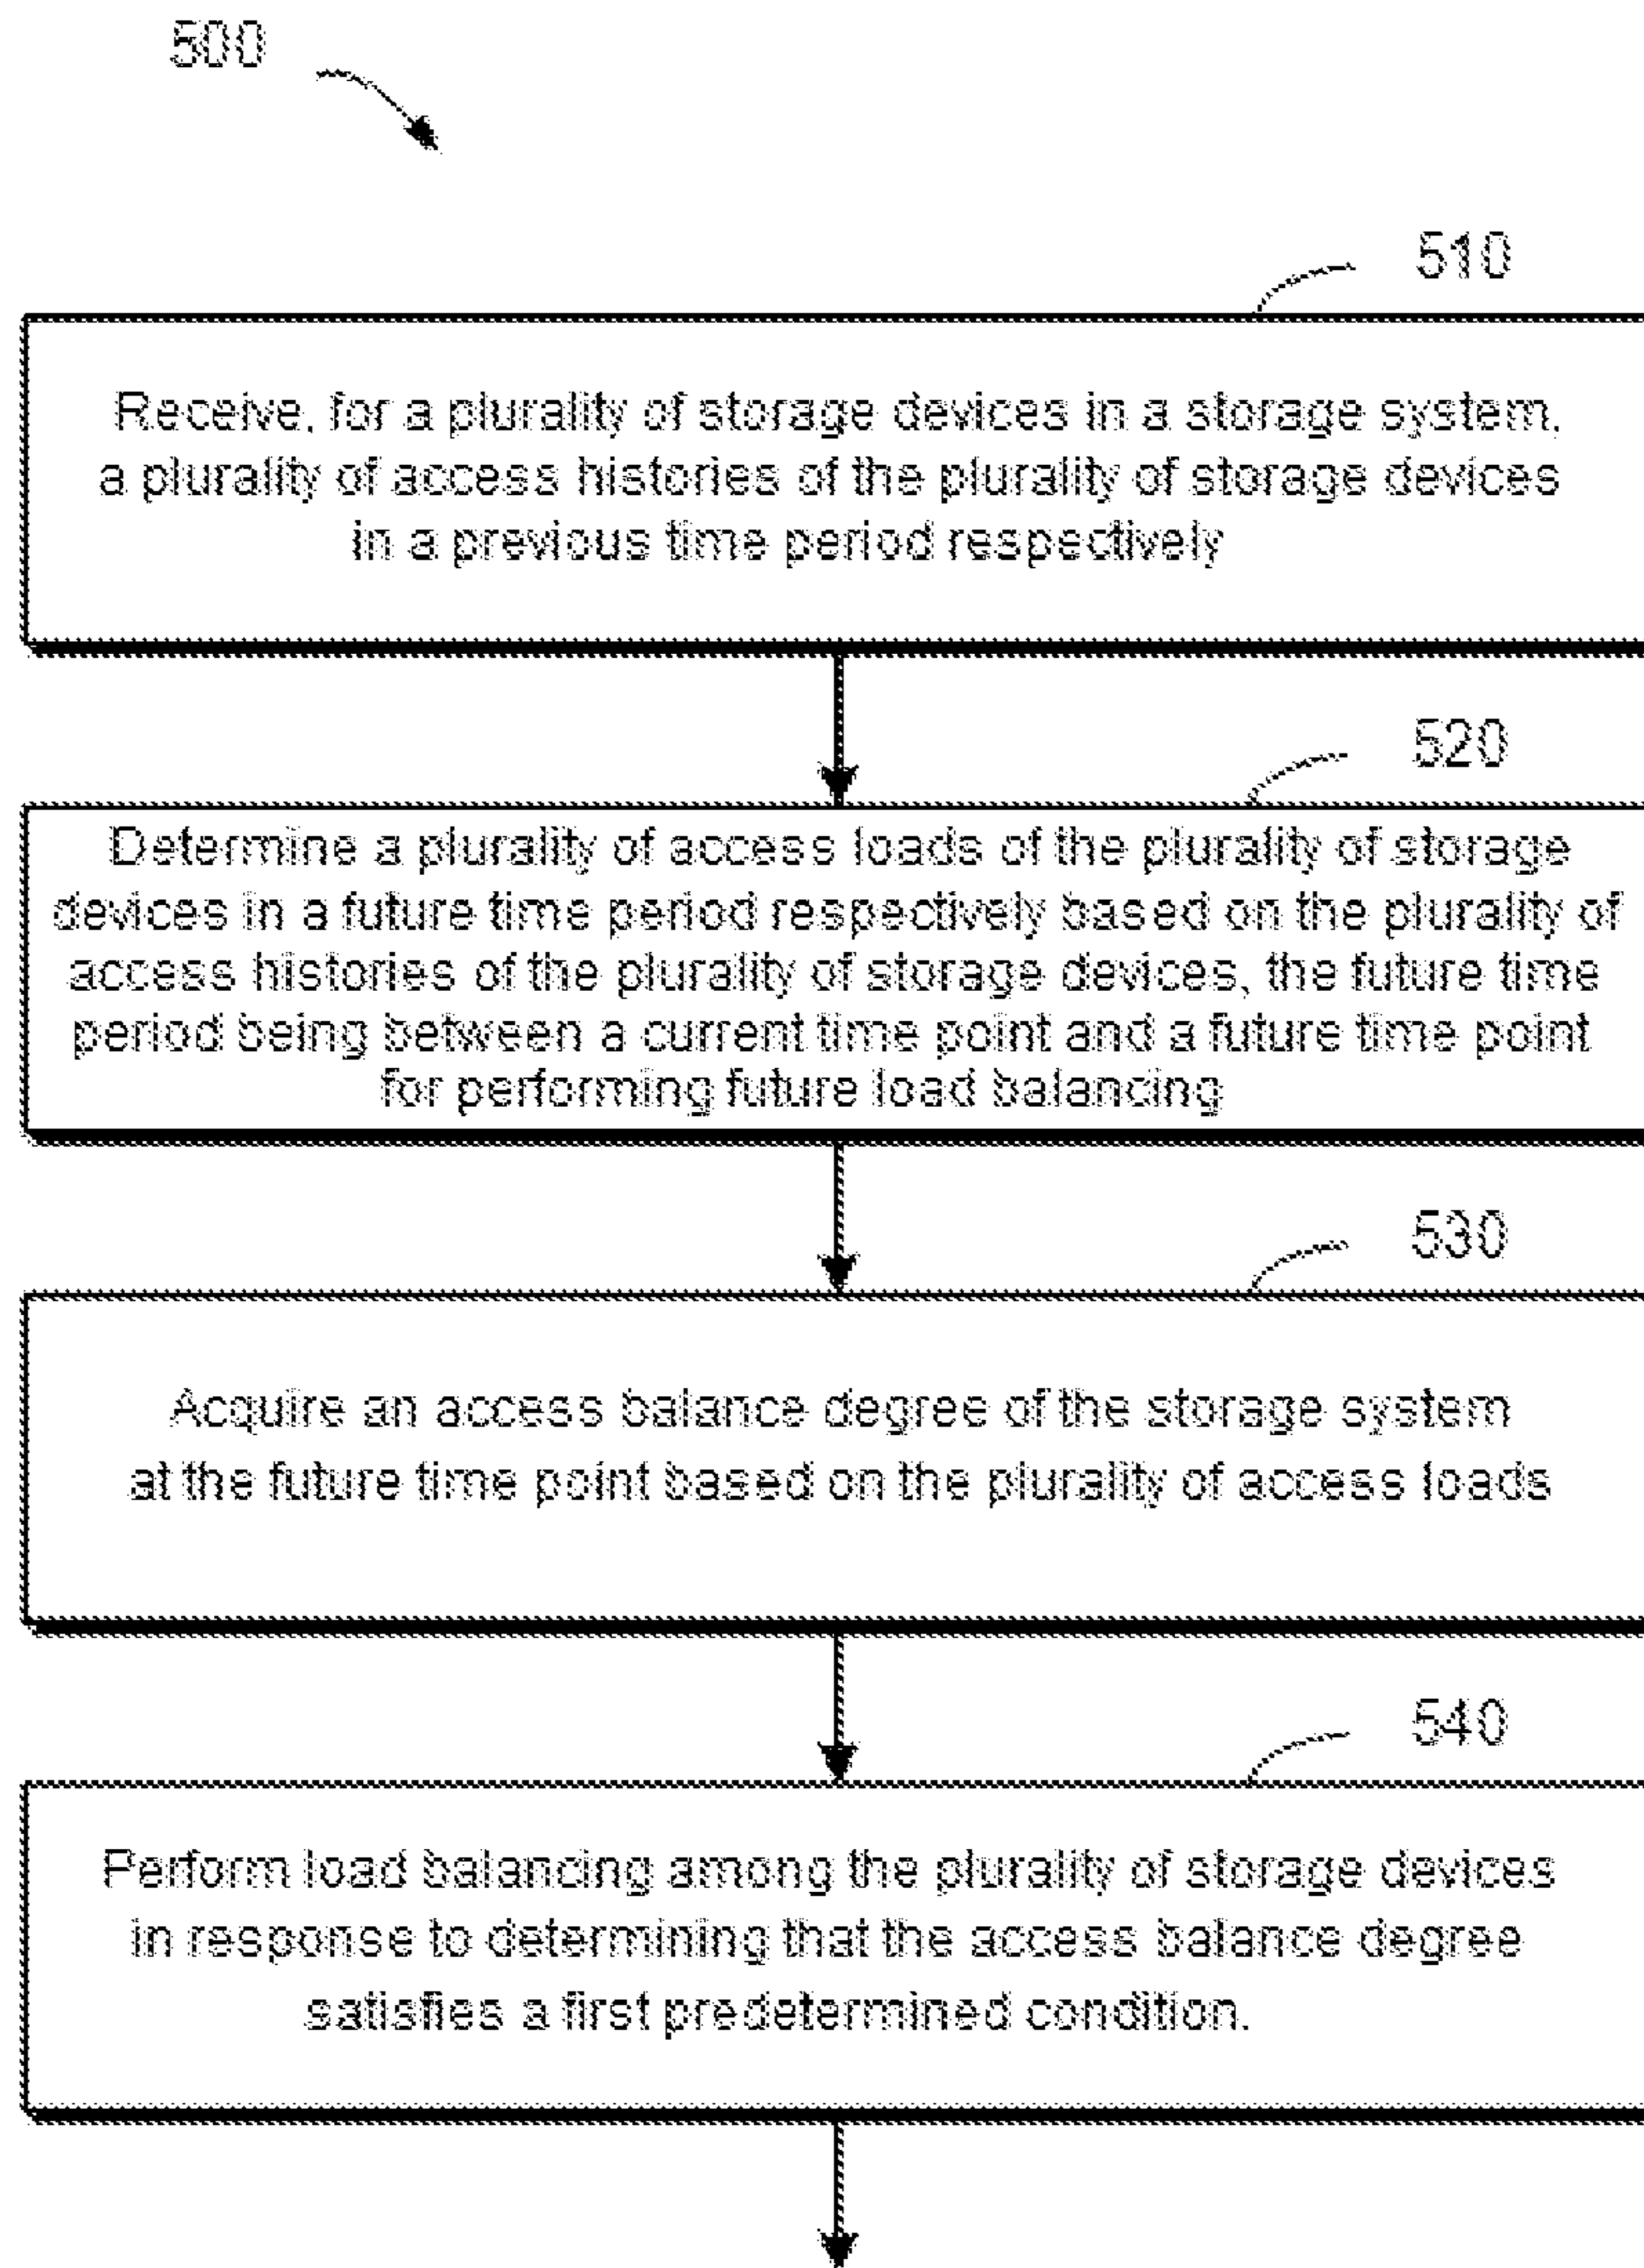 500
510
Receive, for a plurality of storage devices in a storage system,
a plurality of access histories of the plurality of storage devices
in a previous time period respectively
520
Determine a plurality of access loads of the plurality of storage
devices in a future time period respectively based on the plurality of
access histories of the plurality of storage devices, the future time
period being between a current time point and a future time point
for performing future load balancing
530
Acquire an access balance degree of the storage system
at the future time point based on the plurality of access loads
540
Perform load balancing among the plurality of storage devices
in response to determining that the access balance degree
satisfies a first predetermined condition.